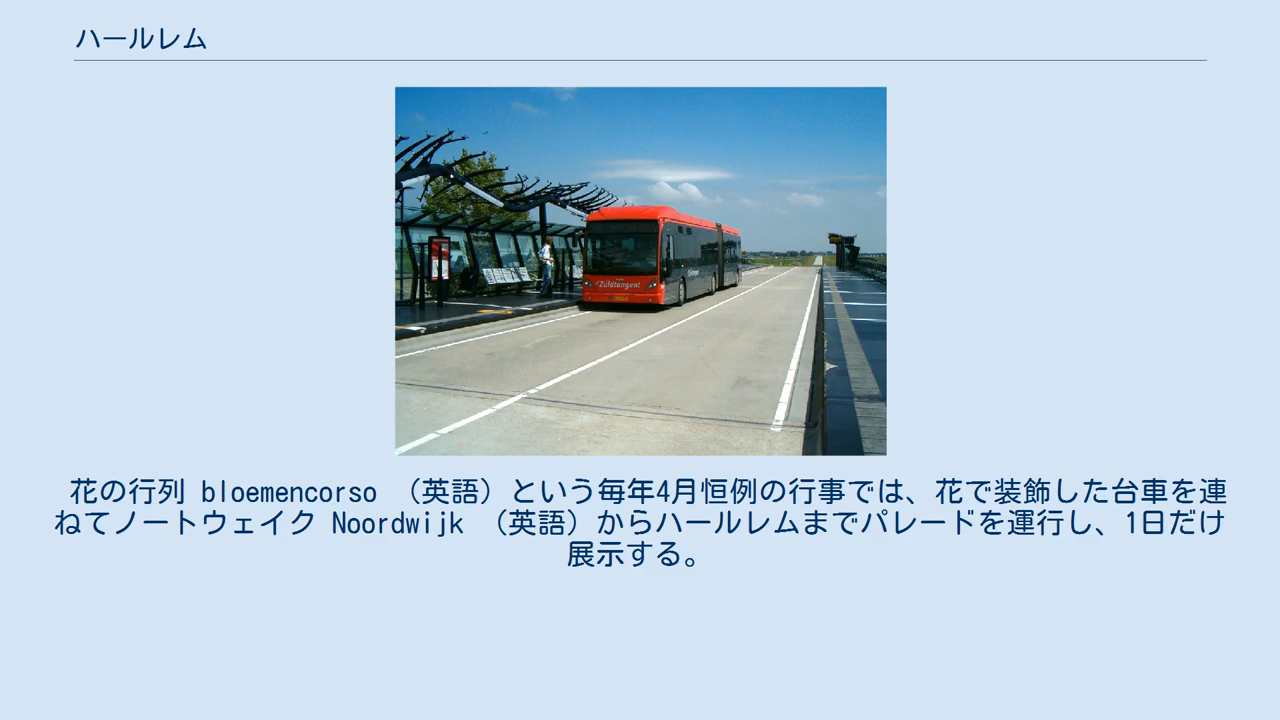 ハールレム
Zuidtangent
花の行列 bloemencorso （英語）という毎年4月恒例の行事では、花で装飾した台車を連
ねてノートウェイク Noordwijk （英語）からハールレムまでパレードを運行し、1日だけ
展示する。